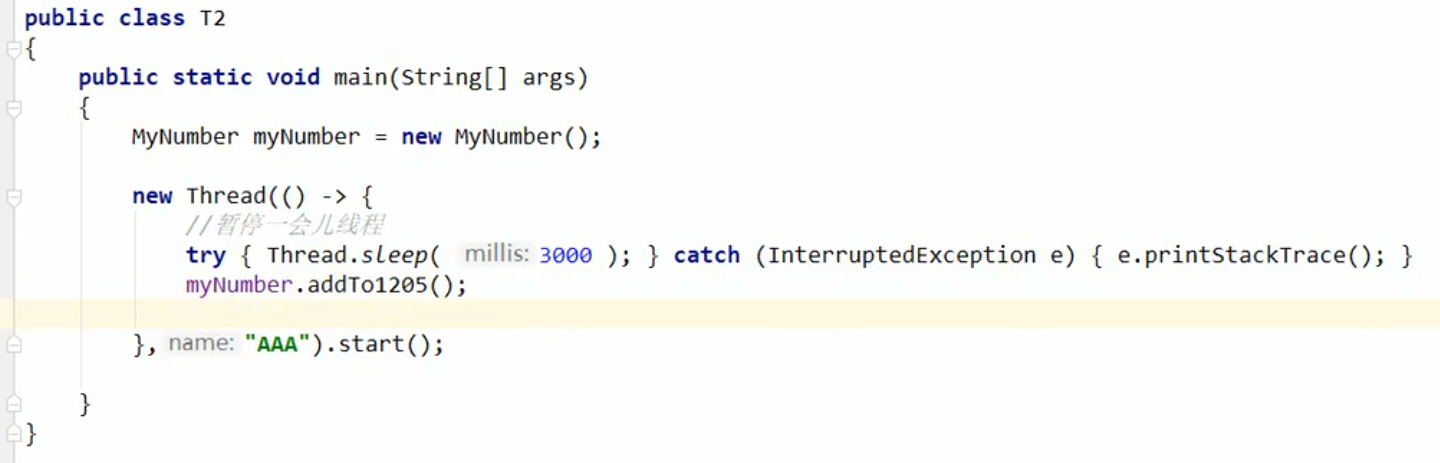 public class T2
{
    public static void main(String[] args)
    {
        MyNumber myNumber = new MyNumber();
        new Thread(() -> {
            //暂停一会儿线程
            try { Thread.sleep( millis: 3000 ); } catch (InterruptedException e) { e.printStackTrace(); }
            myNumber.addTo1205();
        }, name: "AAA").start();
    }
}